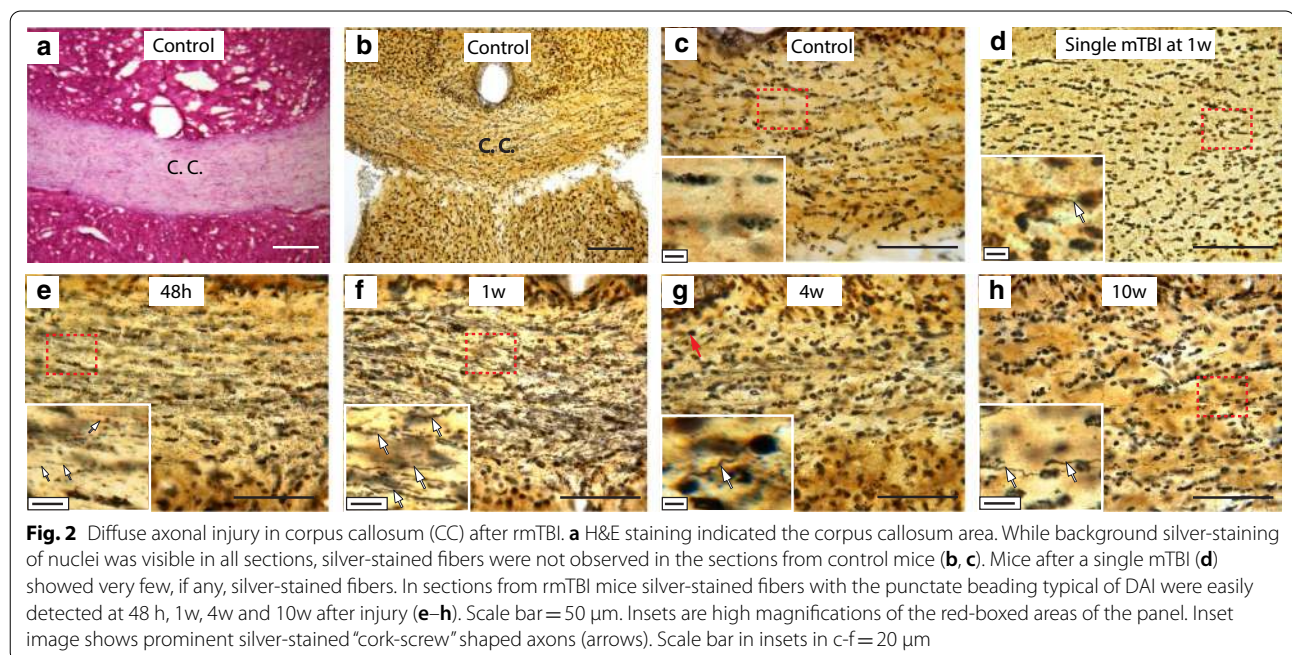 a Control
C. C.
b Control
C. C.
c Control
d Single mTBI at 1w
e 48h
f 1w
g 4w
h 10w
Fig. 2 Diffuse axonal injury in corpus callosum (CC) after rmTBI. a H&E staining indicated the corpus callosum area. While background silver-staining
of nuclei was visible in all sections, silver-stained fibers were not observed in the sections from control mice (b, c). Mice after a single mTBI (d)
showed very few, if any, silver-stained fibers. In sections from rmTBI mice silver-stained fibers with the punctate beading typical of DAI were easily
detected at 48 h, 1w, 4w and 10w after injury (e–h). Scale bar = 50 μm. Insets are high magnifications of the red-boxed areas of the panel. Inset
image shows prominent silver-stained "cork-screw" shaped axons (arrows). Scale bar in insets in c-f = 20 μm